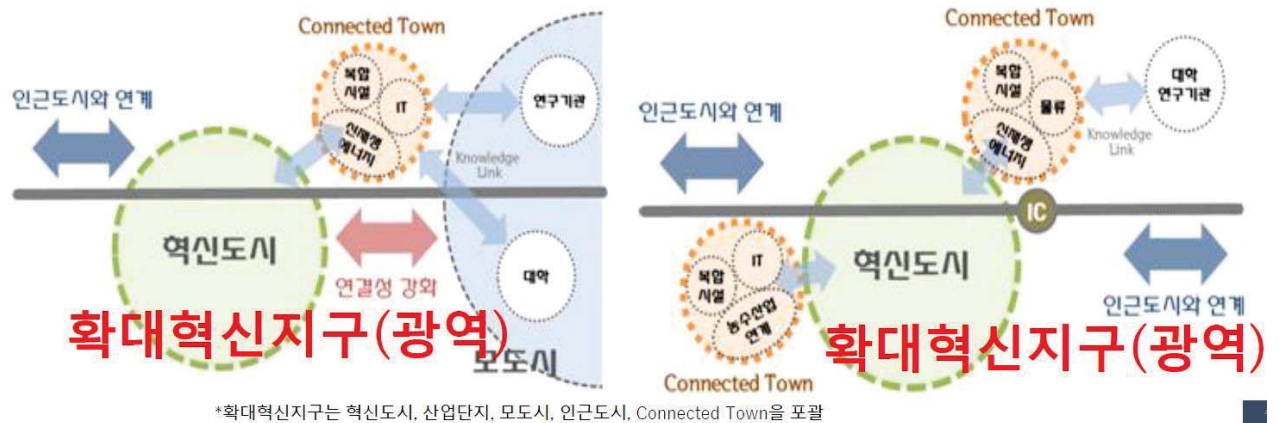 Connected Town
복합
시설
IT
신재생
에너지
연구기관
인근도시와 연계
Knowledge
Link
혁신도시
연결성 강화
대학
모도시
확대혁신지구(광역)
Connected Town
복합
시설
물류
신재생
에너지
대학
연구기관
인근도시와 연계
Knowledge
Link
IC
혁신도시
IT
복합
시설
농수산업
연계
인근도시와 연계
확대혁신지구(광역)
Connected Town
*확대혁신지구는 혁신도시, 산업단지, 모도시, 인근도시, Connected Town을 포괄